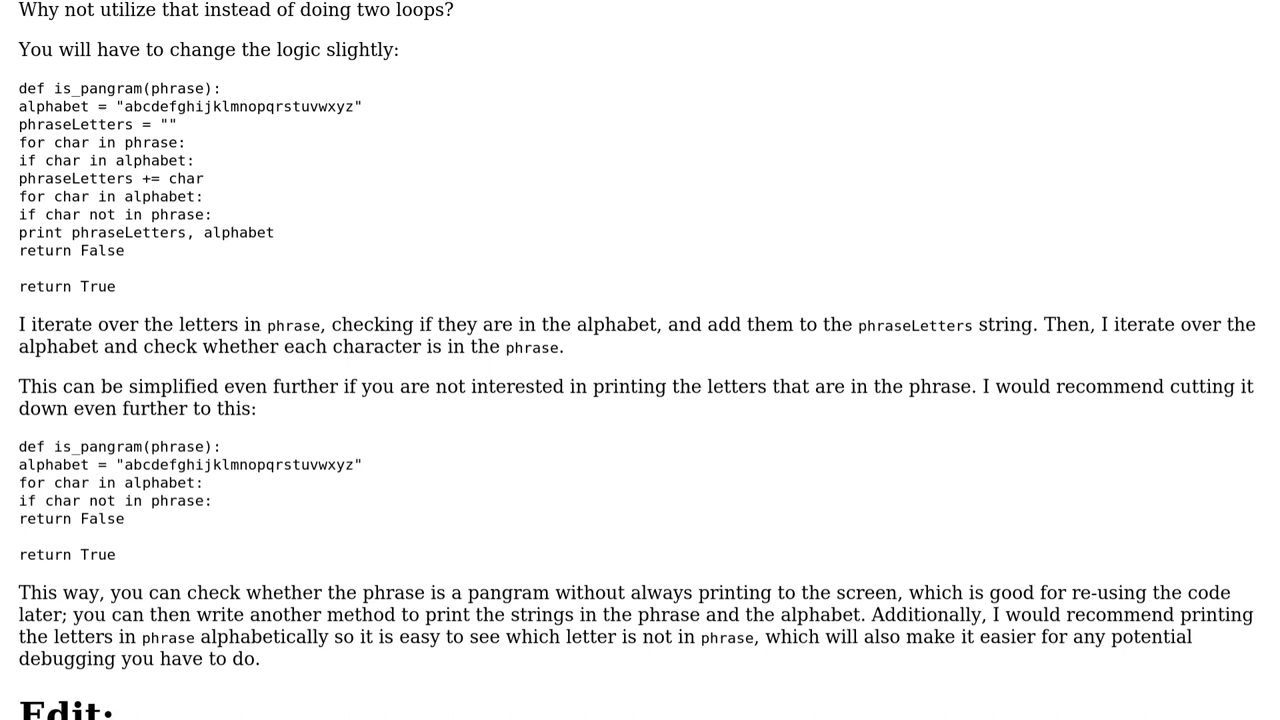 Why not utilize that instead of doing two loops?
You will have to change the logic slightly:
def is_pangram(phrase):
alphabet = "abcdefghijklmnopqrstuvwxyz"
phraseLetters = ""
for char in phrase:
if char in alphabet:
phraseLetters += char
for char in alphabet:
if char not in phrase:
print phraseLetters, alphabet
return False
return True
I iterate over the letters in phrase, checking if they are in the alphabet, and add them to the phraseLetters string. Then, I iterate over the
alphabet and check whether each character is in the phrase.
This can be simplified even further if you are not interested in printing the letters that are in the phrase. I would recommend cutting it
down even further to this:
def is_pangram(phrase):
alphabet = "abcdefghijklmnopqrstuvwxyz"
for char in alphabet:
if char not in phrase:
return False
return True
This way, you can check whether the phrase is a pangram without always printing to the screen, which is good for re-using the code
later; you can then write another method to print the strings in the phrase and the alphabet. Additionally, I would recommend printing
the letters in phrase alphabetically so it is easy to see which letter is not in phrase, which will also make it easier for any potential
debugging you have to do.
Edit: